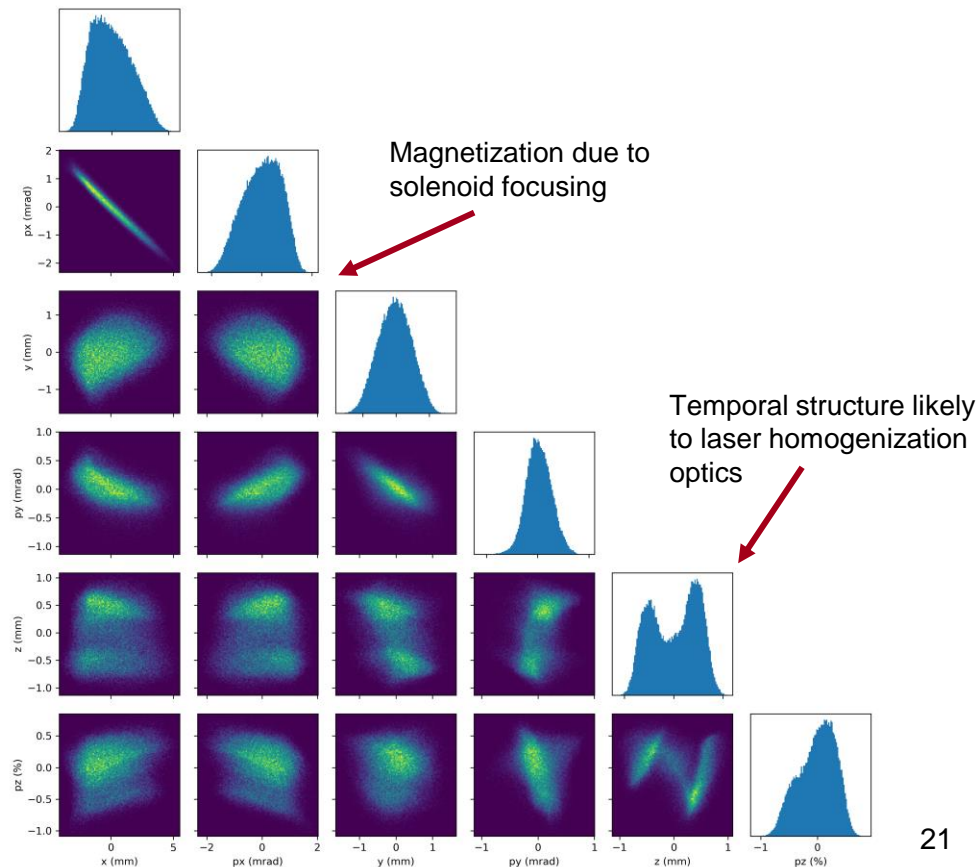 Magnetization due to
solenoid focusing
2
1
0
−1
−2
px (mrad)
1
0
−1
y (mm)
Temporal structure likely
to laser homogenization
optics
1.0
0.5
0.0
−0.5
−1.0
py (mrad)
1.0
0.5
0.0
−0.5
−1.0
z (mm)
0.5
0.0
−0.5
−1.0
pz (%)
0 5
−2 0 2
−1 0 1
−1 0 1
−1 0 1
−1 0 1
x (mm) px (mrad) y (mm) py (mrad) z (mm) pz (%)
21